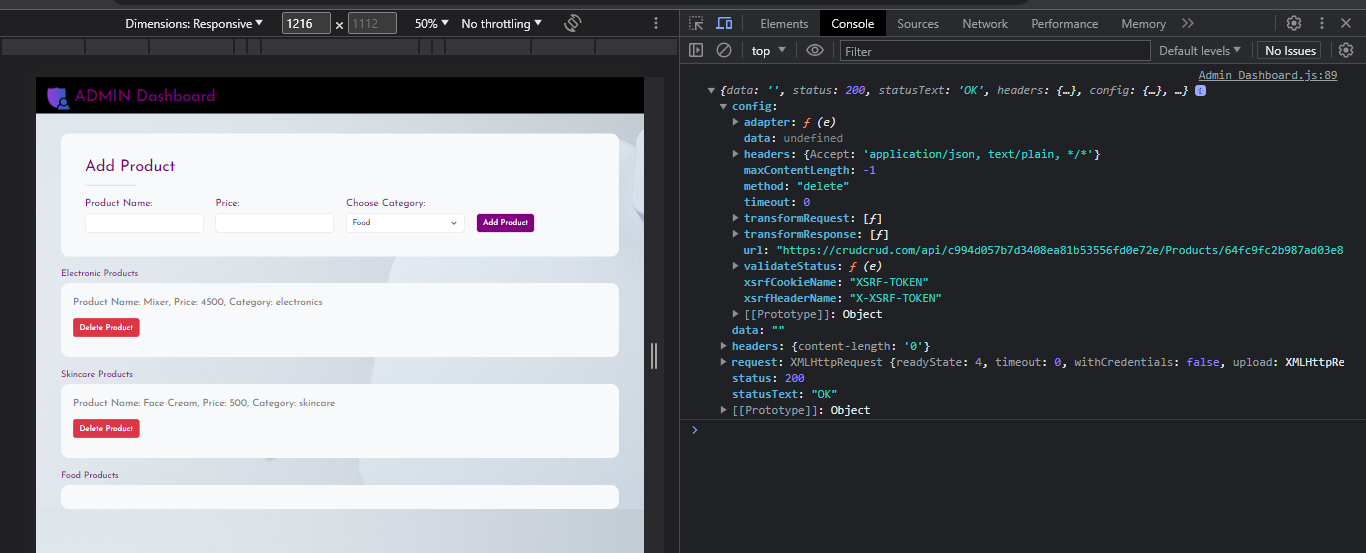 Dimensions: Responsive 1216 × 1112 50% No throttling
Elements Console Sources Network Performance Memory
top Filter Default levels No Issues
ADMIN Dashboard
Add Product
Product Name: Price: Choose Category:
Food Add Product
Electronic Products
Product Name: Mixer, Price: 4500, Category: electronics
Delete Product
Skincare Products
Product Name: Face Cream, Price: 500, Category: skincare
Delete Product
Food Products
Admin Dashboard.js:89
{data: '', status: 200, statusText: 'OK', headers: {…}, config: {…}, …}
config:
adapter: ƒ (e)
data: undefined
headers: {Accept: 'application/json, text/plain, */*'}
maxContentLength: -1
method: "delete"
timeout: 0
transformRequest: [ƒ]
transformResponse: [ƒ]
url: "https://crudcrud.com/api/c994d057b7d3408ea81b53556fd0e72e/Products/64fc9fc2b987ad03e8
validateStatus: ƒ (e)
xsrfCookieName: "XSRF-TOKEN"
xsrfHeaderName: "X-XSRF-TOKEN"
[[Prototype]]: Object
data: ""
headers: {content-length: '0'}
request: XMLHttpRequest {readyState: 4, timeout: 0, withCredentials: false, upload: XMLHttpRe
status: 200
statusText: "OK"
[[Prototype]]: Object